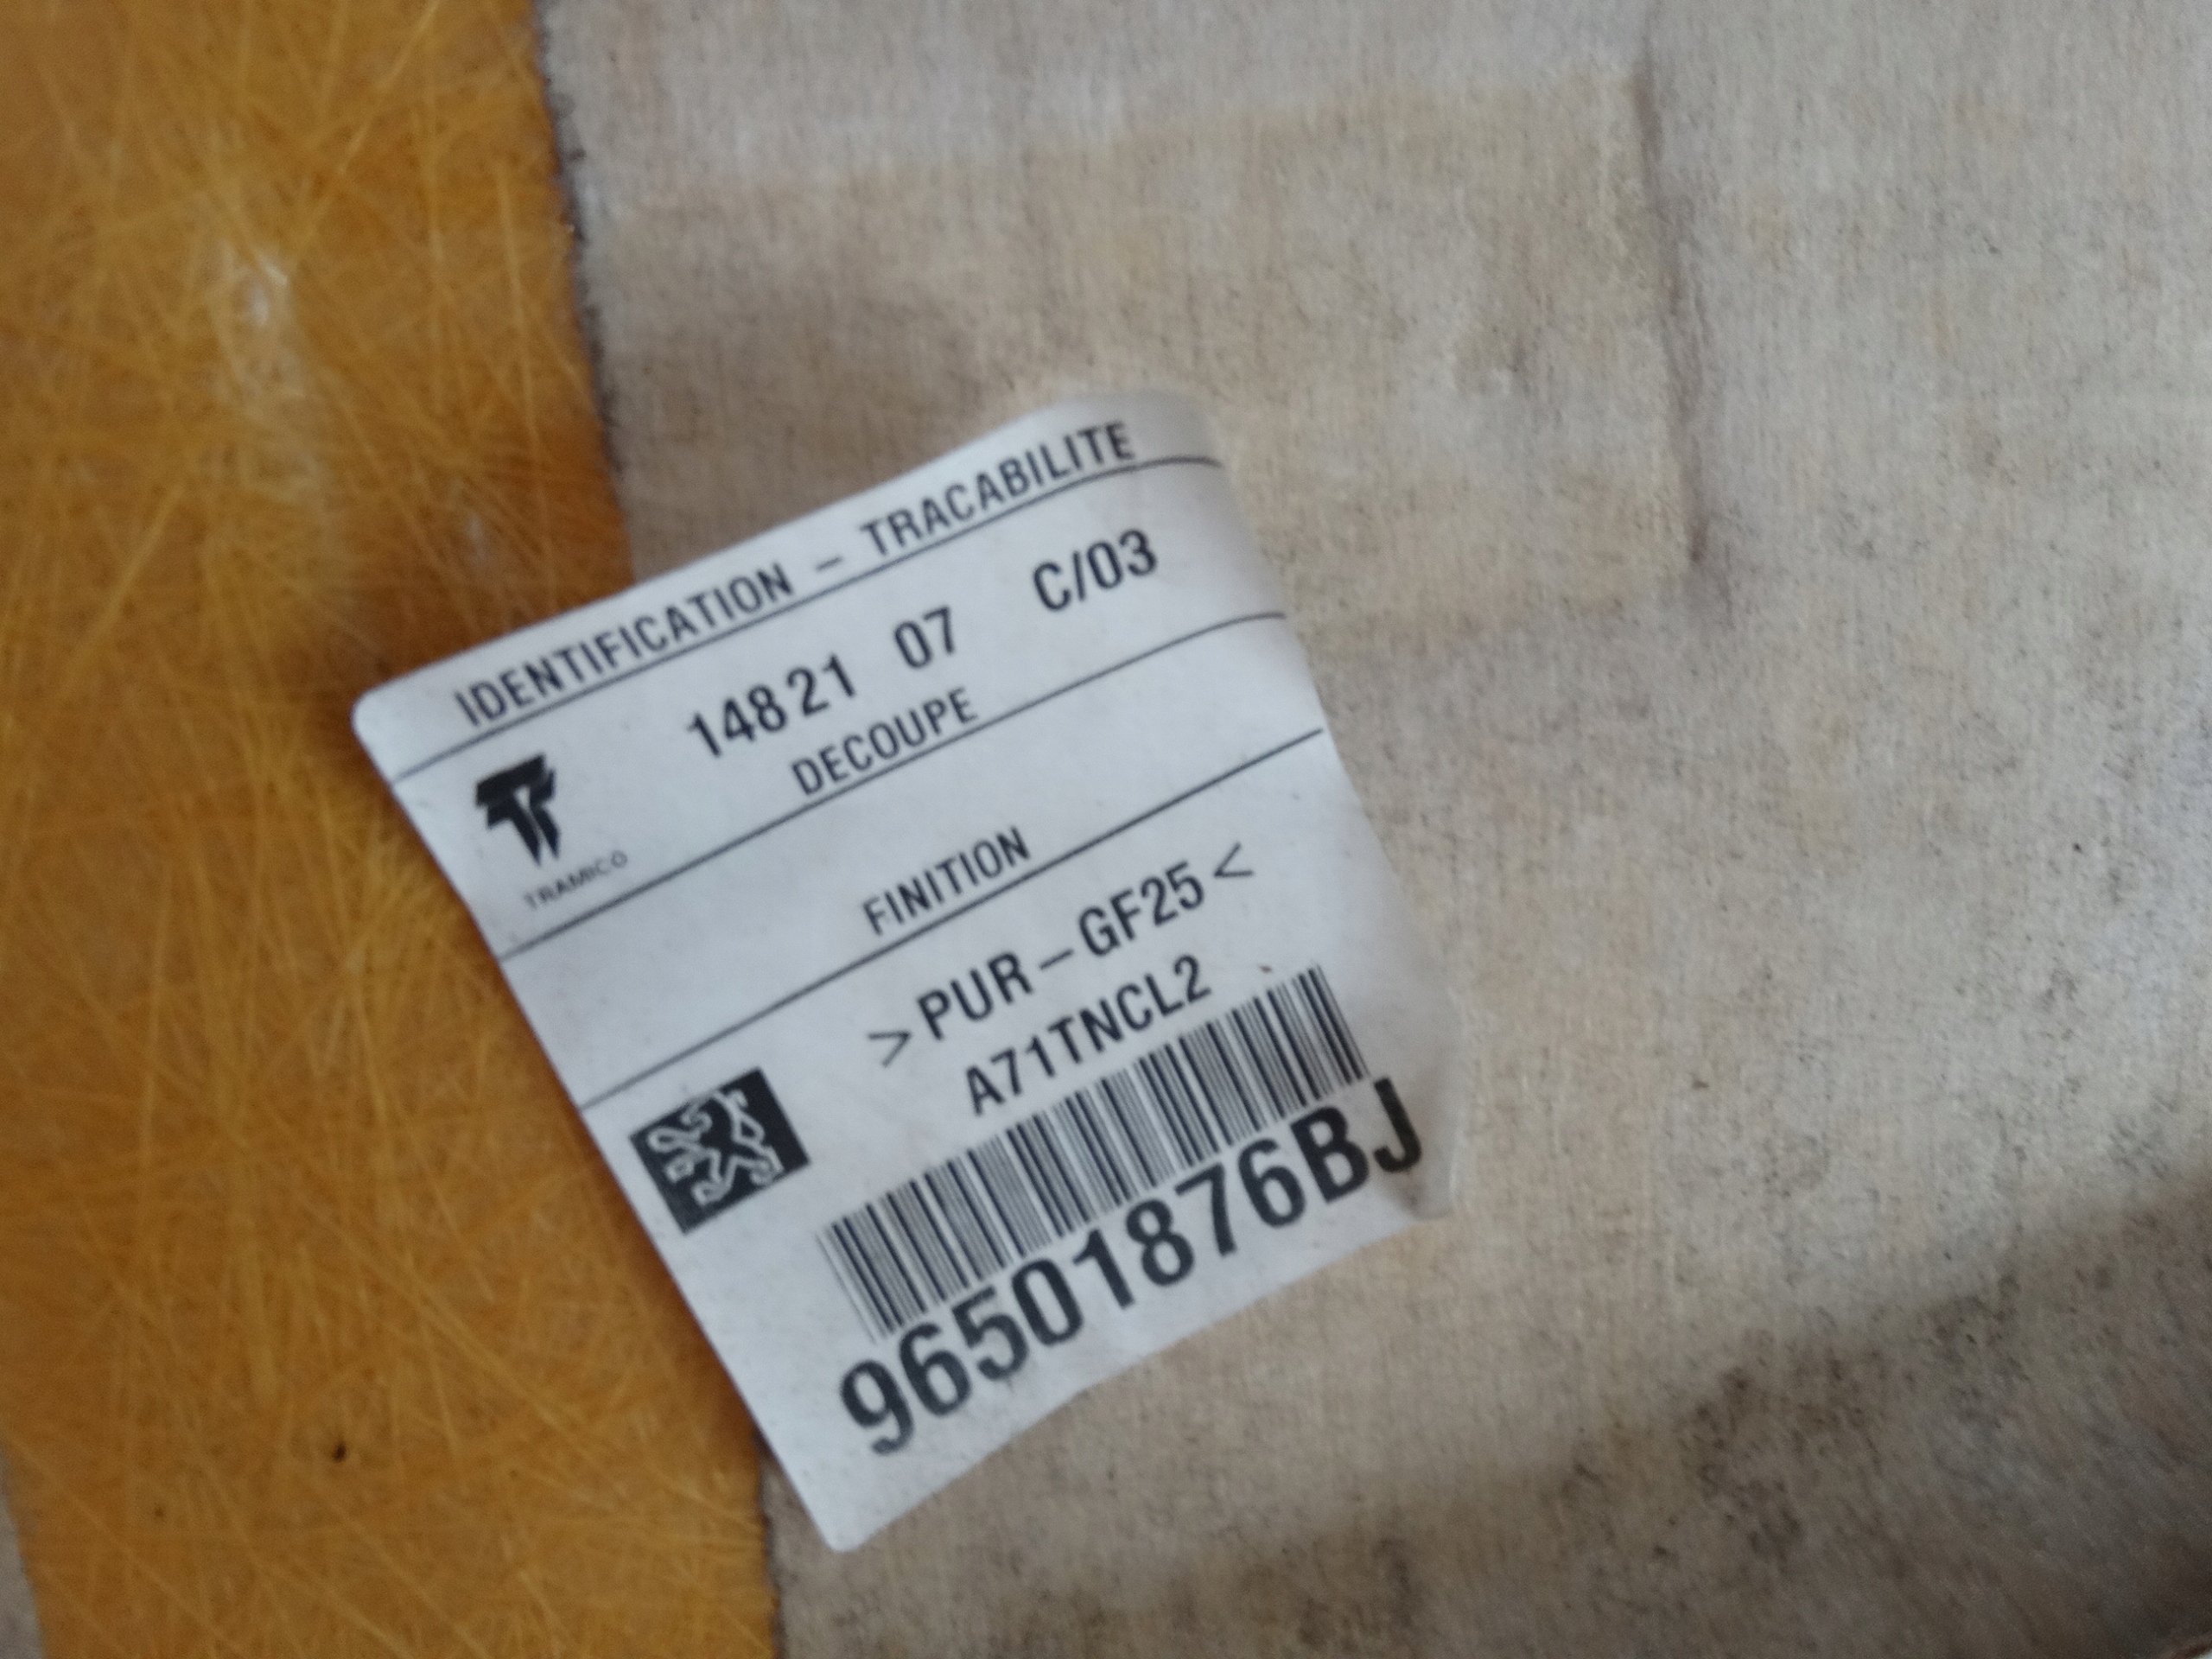 IDENTIFICATION – TRACABILITE
14821 07 C/03
DECOUPE
TRAMICO
FINITION
>PUR–GF25<
A71TNCL2
96501876BJ